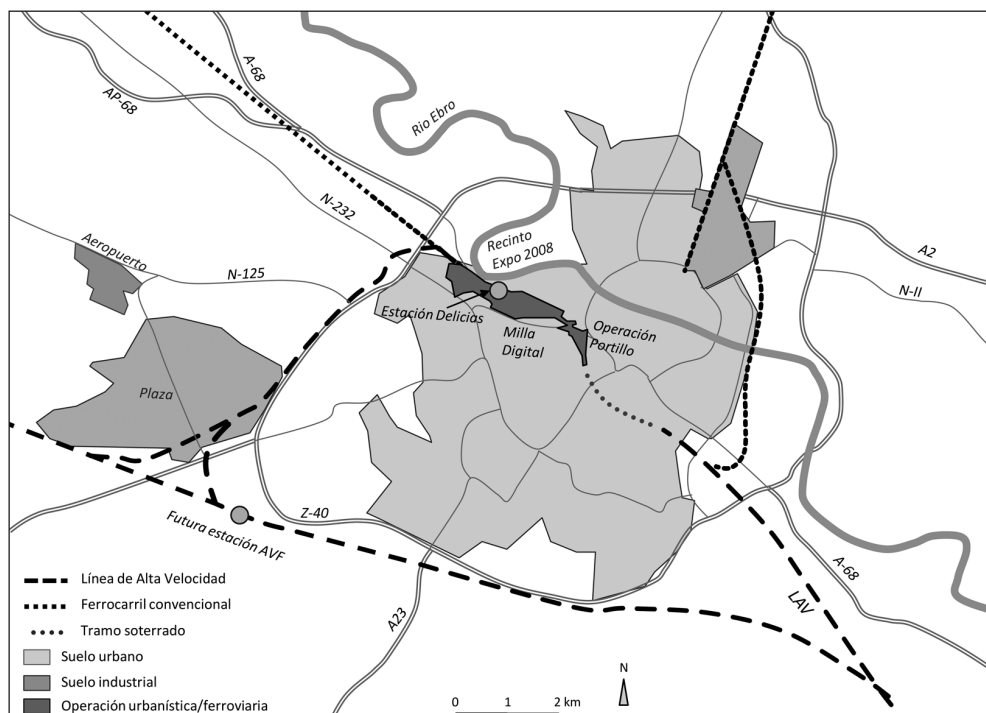 A-68
AP-68
Rio Ebro
N-232
Aeropuerto
N-125
Recinto
Expo 2008
A2
N-II
Estación Delicias
Milla
Digital
Operación
Portillo
Plaza
Futura estación AVF
Z-40
A23
A-68
LAV
Línea de Alta Velocidad
Ferrocarril convencional
Tramo soterrado
Suelo urbano
Suelo industrial
Operación urbanística/ferroviaria
N
0 1 2 km